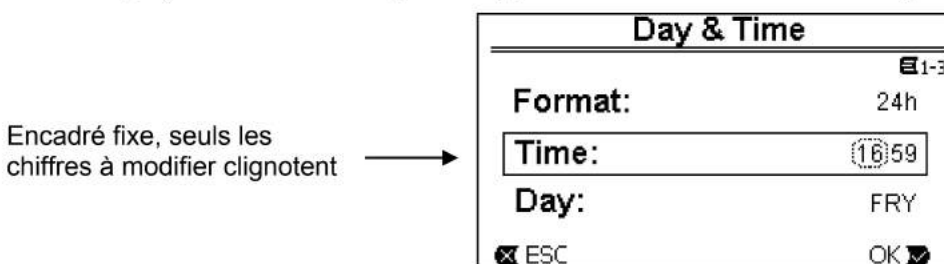 Day & Time
1-3
Format: 24h
Encadré fixe, seuls les
chiffres à modifier clignotent
Time: 16:59
Day: FRY
ESC OK